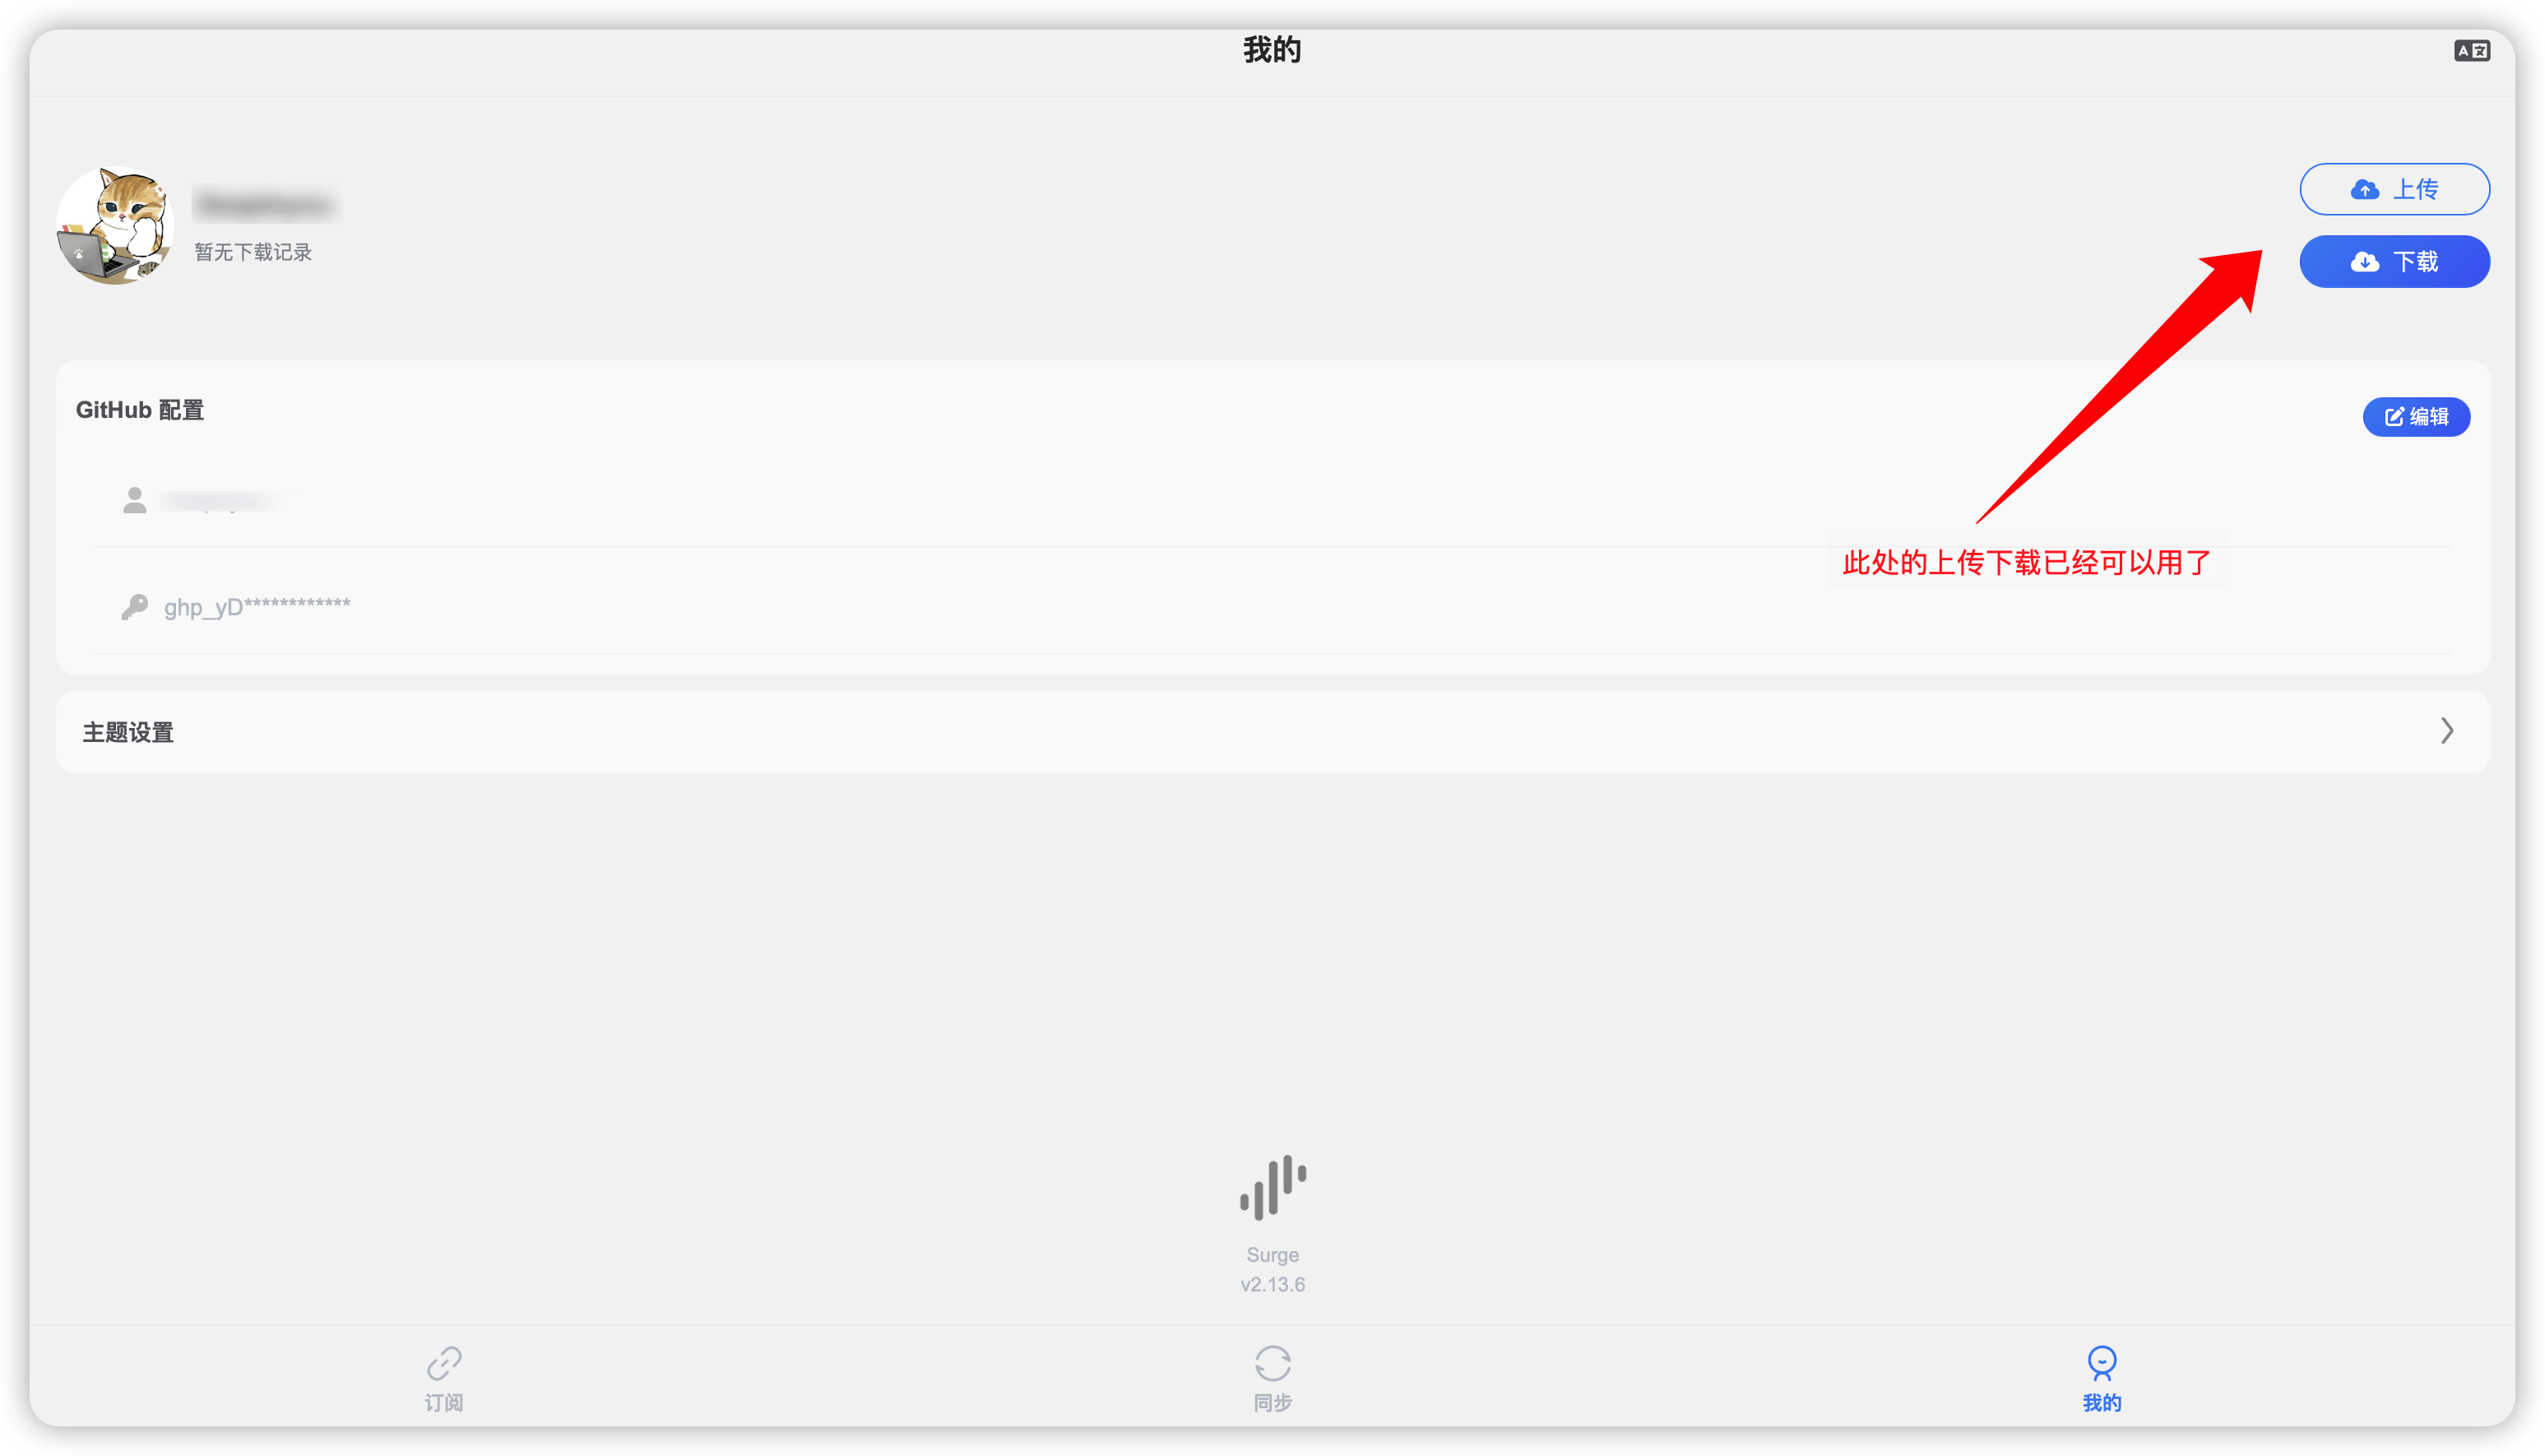 我的
A 文
上传
暂无下载记录
下载
GitHub 配置
编辑
此处的上传下载已经可以用了
ghp_yD************
主题设置
Surge
v2.13.6
订阅
同步
我的